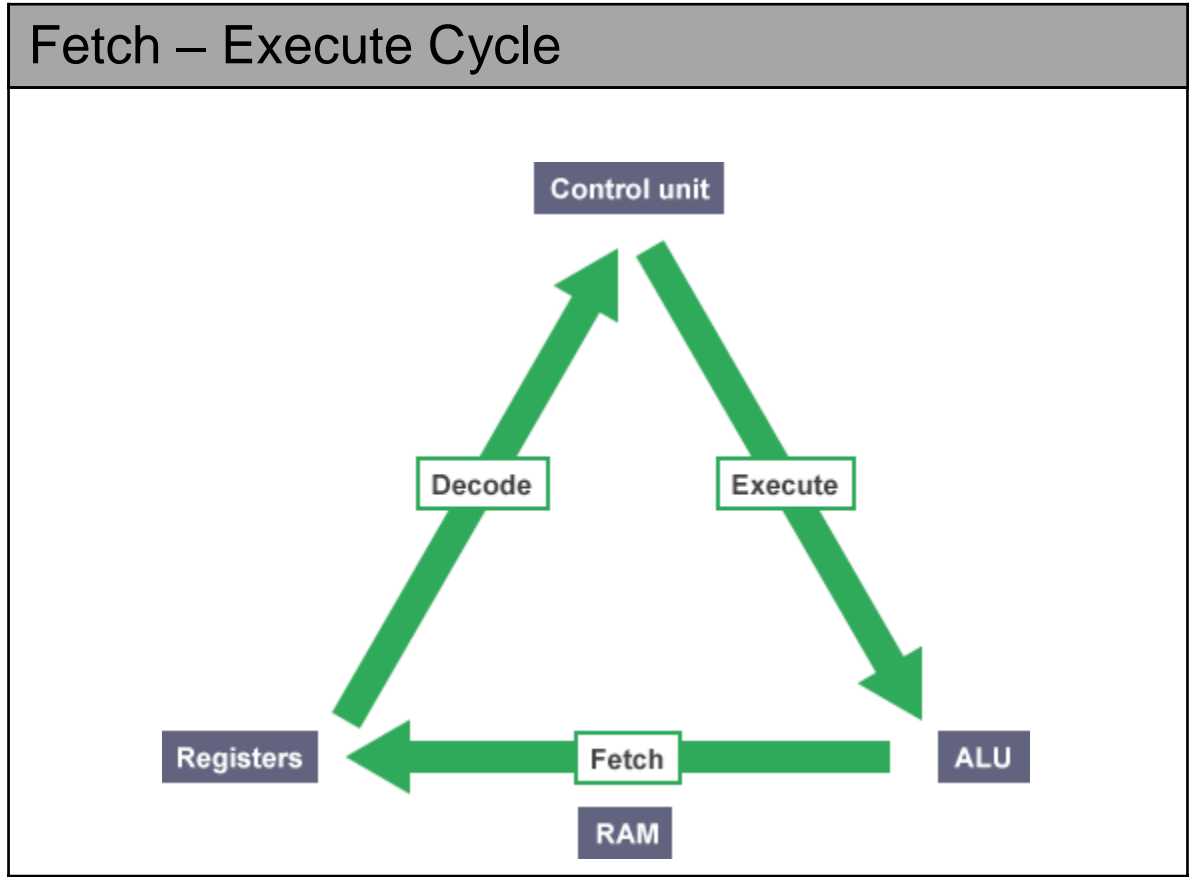 Fetch – Execute Cycle
Control unit
Decode
Execute
Registers
Fetch
ALU
RAM